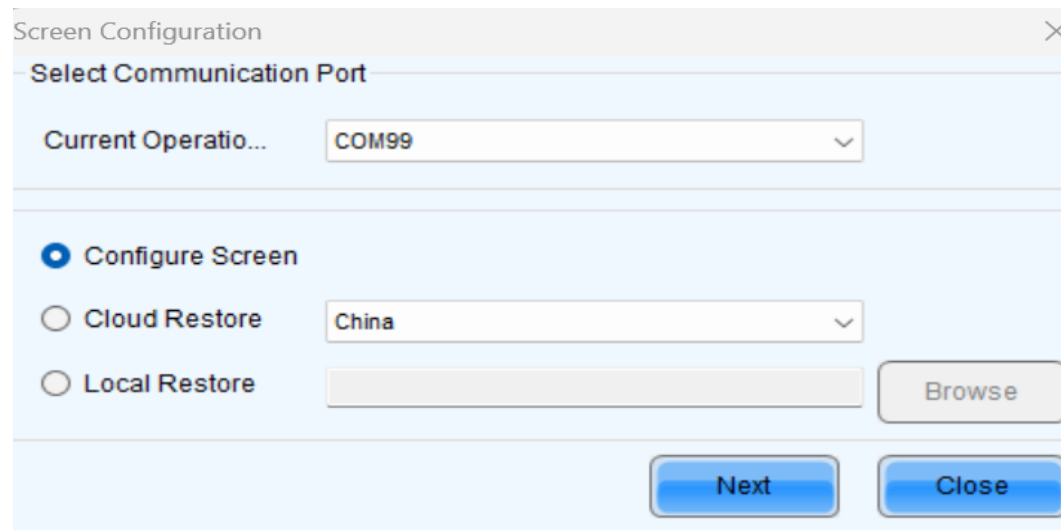 Screen Configuration
Select Communication Port
Current Operatio... COM99
Configure Screen
Cloud Restore China
Local Restore Browse
Next Close